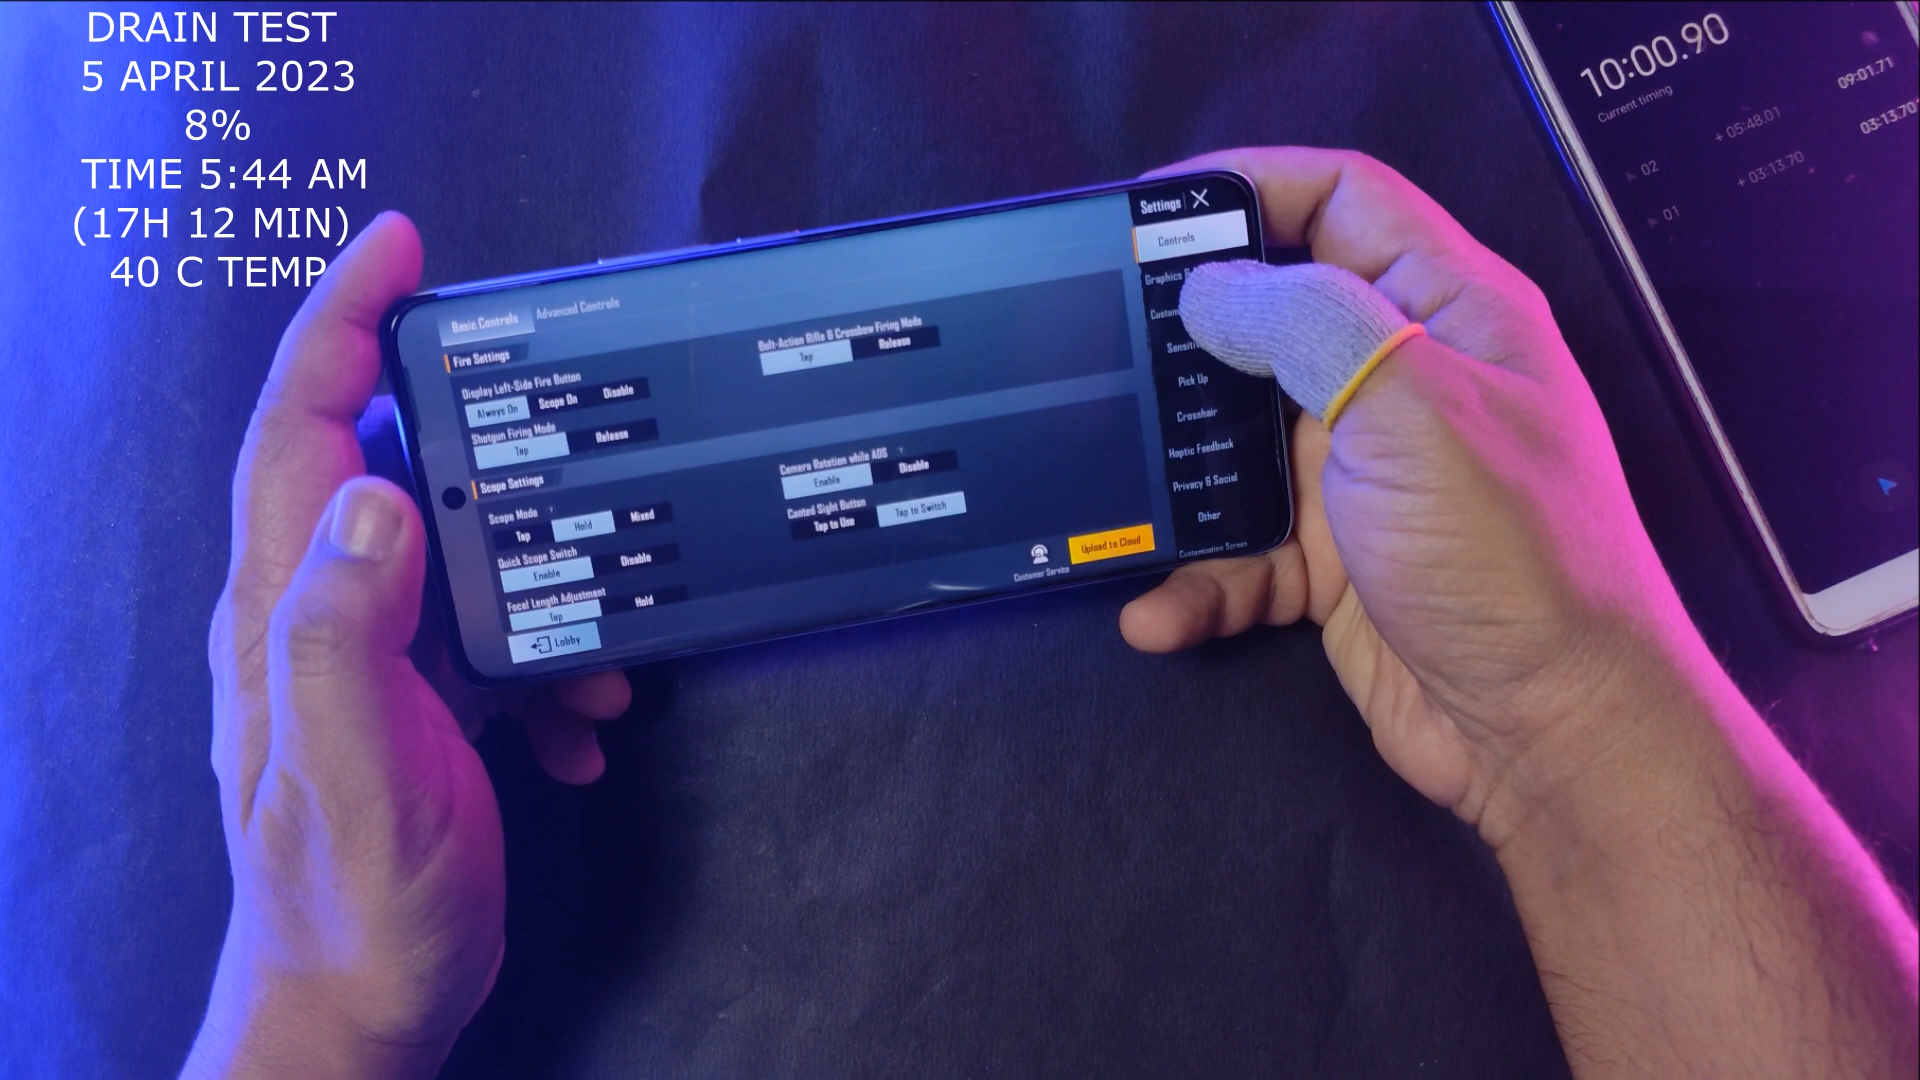 DRAIN TEST
5 APRIL 2023
8%
TIME 5:44 AM
(17H 12 MIN)
40 C TEMP
10:00.90
Current timing
09:01.71
02 + 05:48.01 03:13.70
01 + 03:13.70
Settings X
Controls
Graphics &
Custom
Sensiti
Pick Up
Crosshair
Haptic Feedback
Privacy & Social
Other
Customization Screen
Basic Controls Advanced Controls
Fire Settings
Display Left-Side Fire Button
Always On Scope On Disable
Bolt-Action Rifle & Crossbow Firing Mode
Tap Release
Shotgun Firing Mode
Tap Release
Scope Settings
Scope Mode ?
Tap Hold Mixed
Camera Rotation while ADS ?
Enable Disable
Quick Scope Switch
Enable Disable
Canted Sight Button
Tap to Use Tap to Switch
Focal Length Adjustment
Tap Hold
Lobby
Customer Service
Upload to Cloud